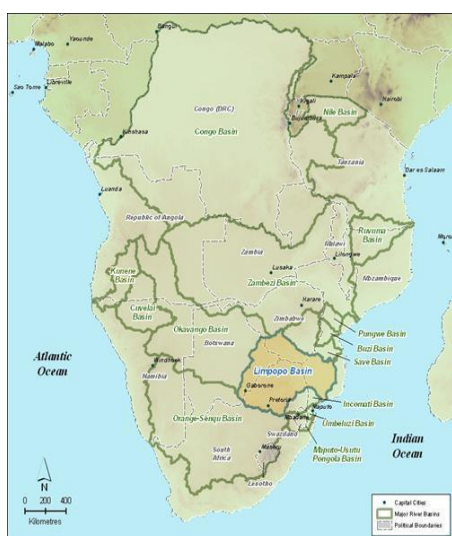 Bangui
Malabo
Yaounde
Sao Tome
Libreville
Kampala
Kigali
Nile Basin
Nairobi
Bujumbura
Congo (DRC)
Congo Basin
Kinshasa
Tanzania
Dar es Salaam
Luanda
Republic of Angola
Ruvuma
Basin
Malawi
Zambia
Lilongwe
Lusaka
Zambezi Basin
Mozambique
Kunene
Basin
Cuvelai
Basin
Harare
Zimbabwe
Okavango Basin
Pungwe Basin
Buzi Basin
Save Basin
Botswana
Atlantic
Ocean
Windhoek
Namibia
Limpopo Basin
Gaborone
Pretoria
Maputo
Mbabane
Incomati Basin
Umbeluzi Basin
Orange-Senqu Basin
Swaziland
Maputo-Usutu
Pongola Basin
Indian
Ocean
South
Africa
Maseru
Lesotho
N
0 200 400
Kilometres
Capital Cities
Major River Basins
Political Boundaries